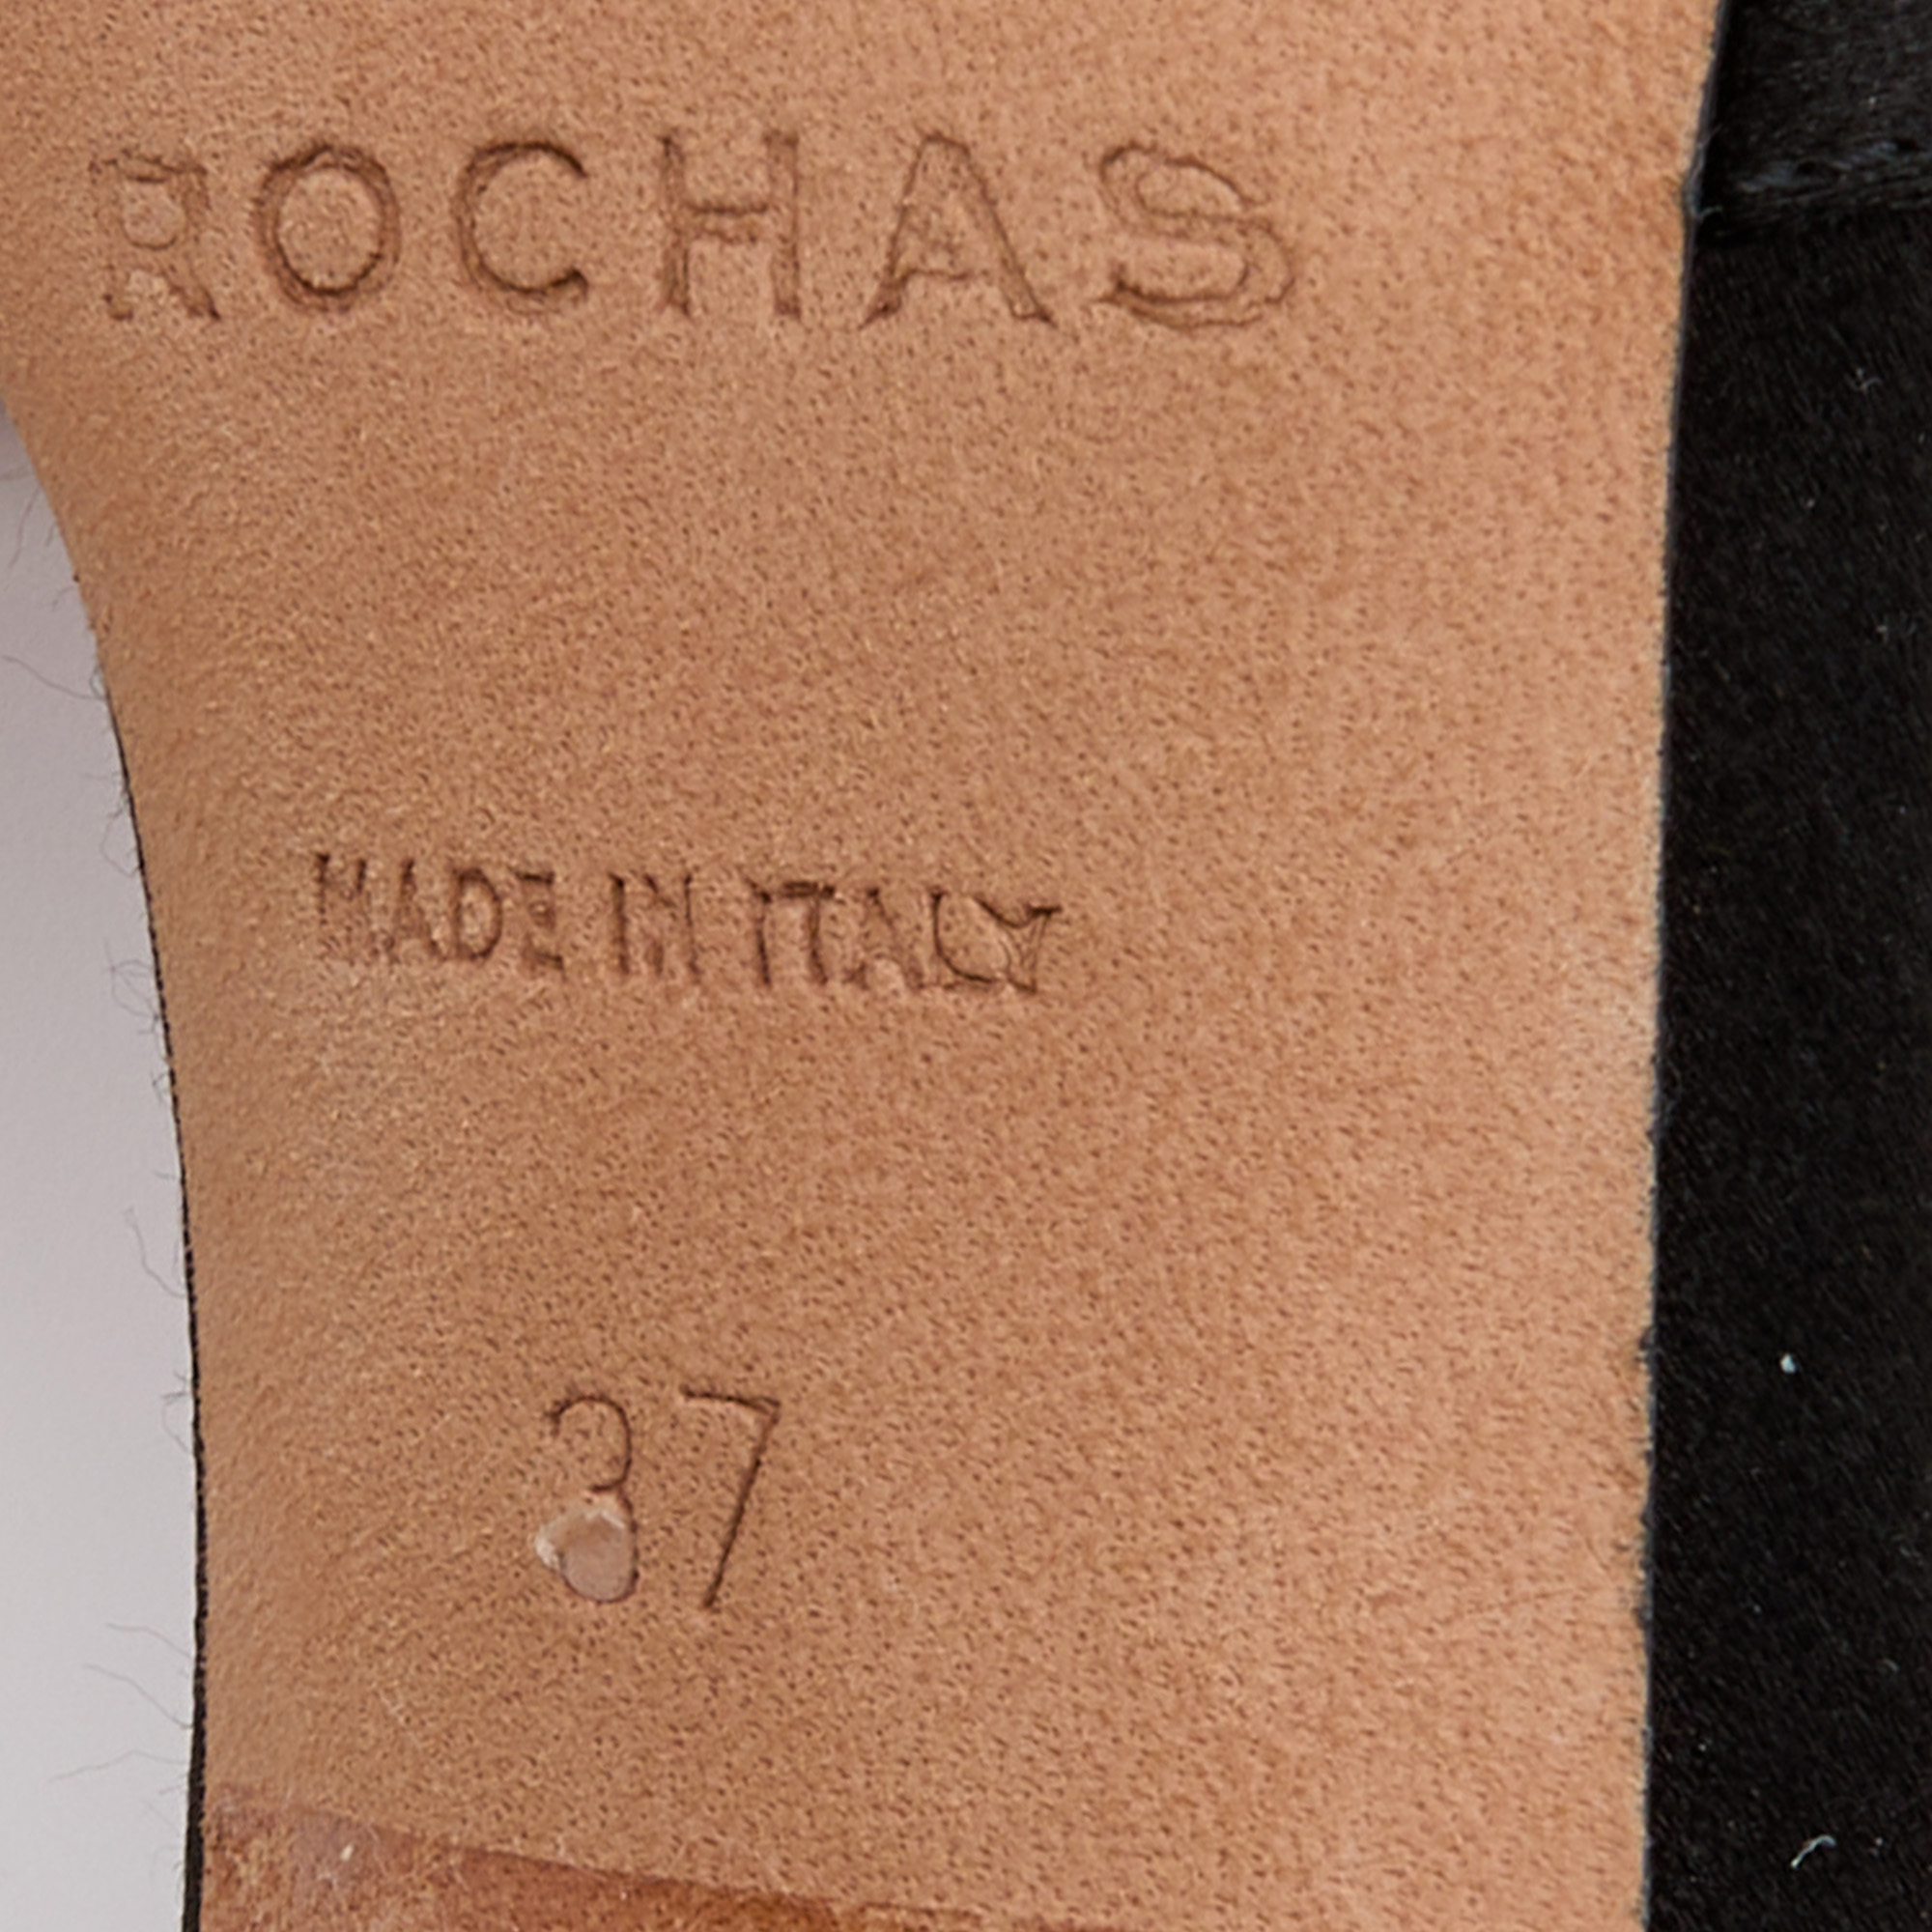 ROCHAS
MADE IN ITALY
37